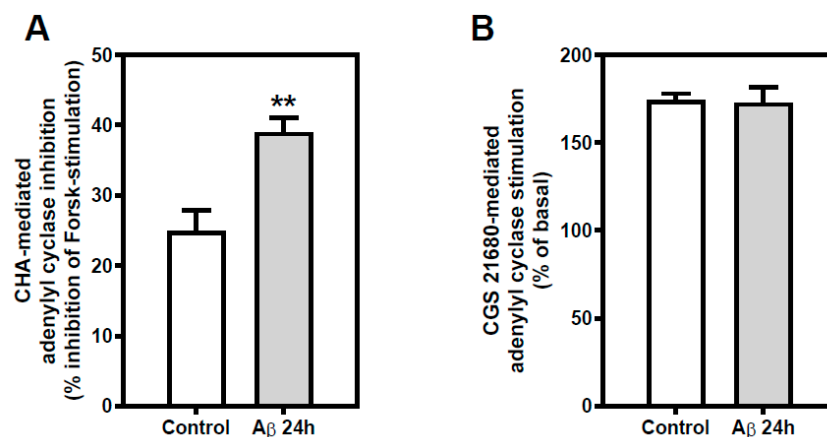 A
CHA-mediated
adenylyl cyclase inhibition
(% inhibition of Forsk-stimulation)
50
40
30
20
10
0
**
Control
Aβ 24h
B
CGS 21680-mediated
adenylyl cyclase stimulation
(% of basal)
200
150
100
50
0
Control
Aβ 24h